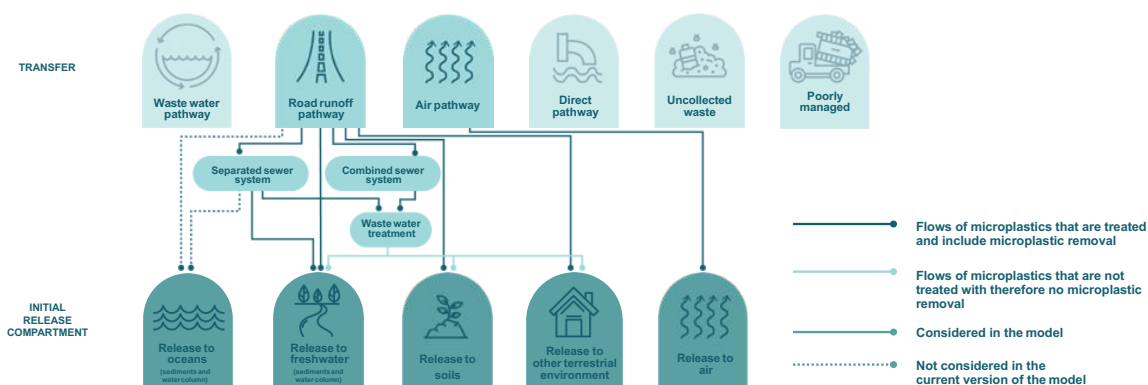 TRANSFER
Waste water
pathway
Road runoff
pathway
Air pathway
Direct
pathway
Uncollected
waste
Poorly
managed
Separated sewer
system
Combined sewer
system
Waste water
treatment
INITIAL
RELEASE
COMPARTMENT
Release to
oceans
(sediments and
water column)
Release to
freshwater
(sediments and
water column)
Release to
soils
Release to
other terrestrial
environment
Release to
air
Flows of microplastics that are treated
and include microplastic removal
Flows of microplastics that are not
treated with therefore no microplastic
removal
Considered in the model
Not considered in the
current version of the model